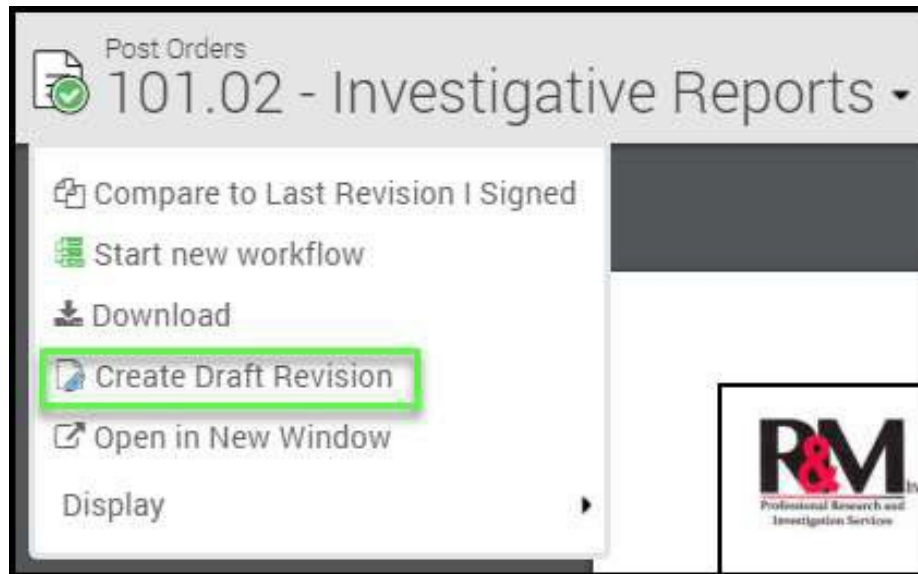 Post Orders
101.02 - Investigative Reports
Compare to Last Revision I Signed
Start new workflow
Download
Create Draft Revision
Open in New Window
Display
R&M
In
Professional Research and
Investigation Services